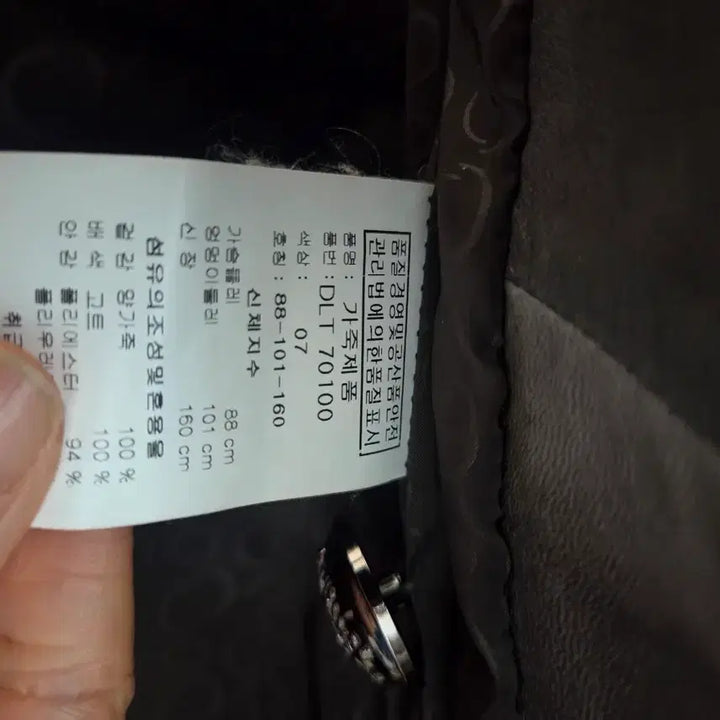 품질경영및공산품안전
관리법에의한품질표시
품명: 가죽제품
품번: DLT 70100
색상: 07
호칭: 88-101-160
신체치수
가슴둘레 88 cm
엉덩이둘레 101 cm
신장 160 cm
섬유의조성및혼용율
겉감 양가죽 100 %
배색 고트 100 %
안감 폴리에스터 94 %
폴리우레
취급